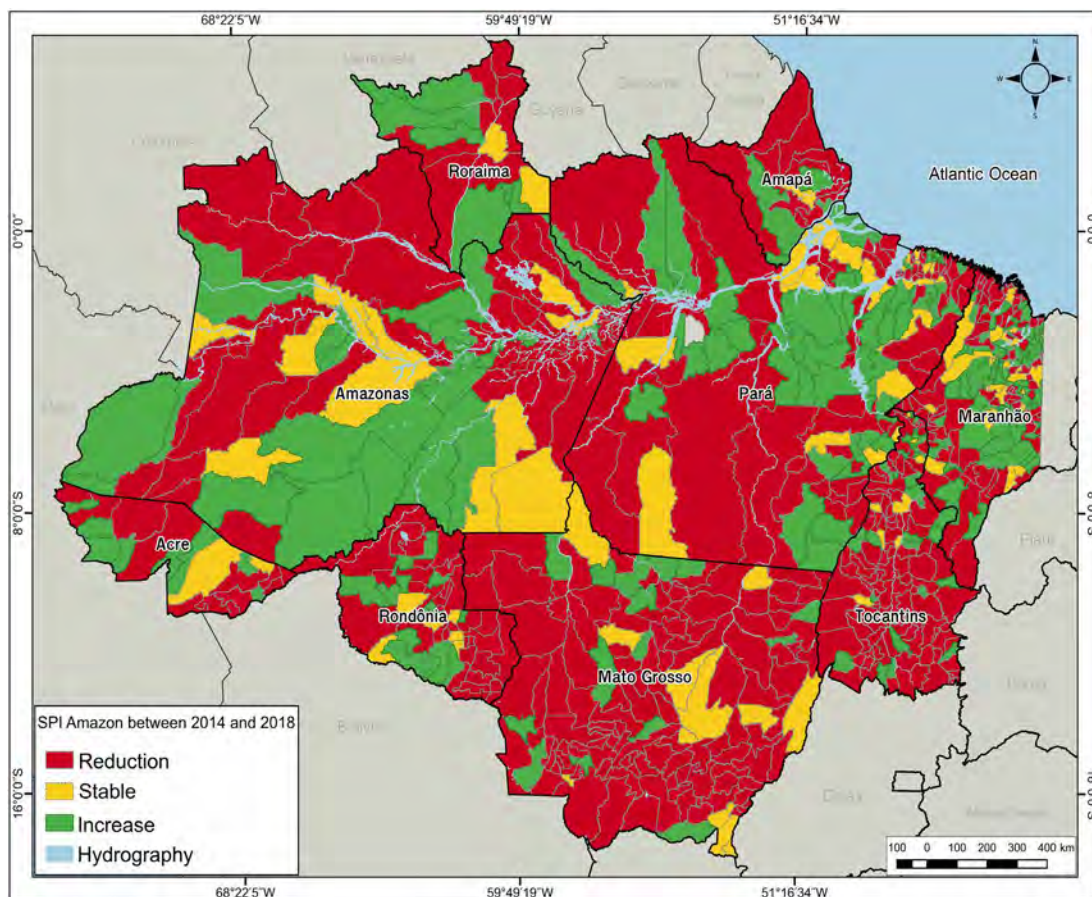 68°22'5"W
59°49'19"W
51°16'34"W
Venezuela
Guyana
Roraima
Amapá
Atlantic Ocean
0°0'0"
Amazonas
Pará
Maranhão
8°0'0"S
Acre
Rondônia
Tocantins
Mato Grosso
SPI Amazon between 2014 and 2018
Reduction
Stable
Increase
Hydrography
16°0'0"S
N
W
E
S
100 0 100 200 300 400 km
68°22'5"W
59°49'19"W
51°16'34"W